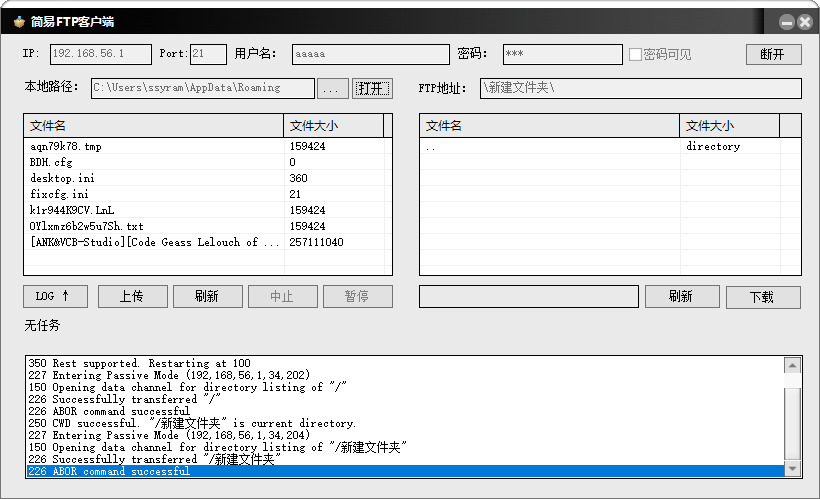 简易FTP客户端
IP: 192.168.56.1 Port: 21 用户名: aaaaa 密码: *** 密码可见 断开
本地路径: C:\Users\ssyram\AppData\Roaming ... 打开 FTP地址: \新建文件夹\
文件名 文件大小
aqn79k78.tmp 159424
BDM.cfg 0
desktop.ini 360
fixcfg.ini 21
k1r944K9CV.LnL 159424
OYlxmz6b2w5u7Sh.txt 159424
[ANK&VCB-Studio][Code Geass Lelouch of ... 257111040
文件名 文件大小
.. directory
LOG ↑ 上传 刷新 中止 暂停 刷新 下载
无任务
350 Rest supported. Restarting at 100
227 Entering Passive Mode (192,168,56,1,34,202)
150 Opening data channel for directory listing of "/"
226 Successfully transferred "/"
226 ABOR command successful
250 CWD successful. "/新建文件夹" is current directory.
227 Entering Passive Mode (192,168,56,1,34,204)
150 Opening data channel for directory listing of "/新建文件夹"
226 Successfully transferred "/新建文件夹"
226 ABOR command successful